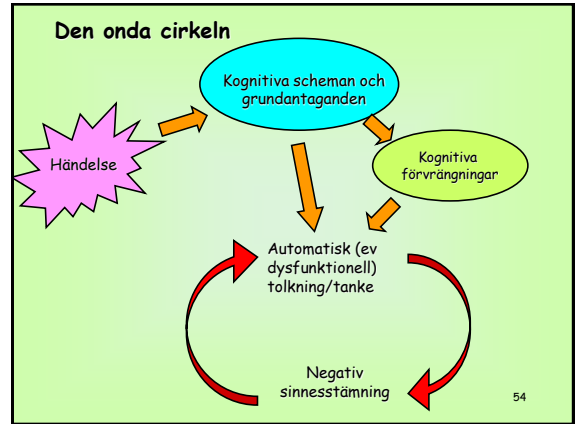 Den onda cirkeln
Kognitiva scheman och
grundantaganden
Händelse
Kognitiva
förvrängningar
Automatisk (ev
dysfunktionell)
tolkning/tanke
Negativ
sinnesstämning
54